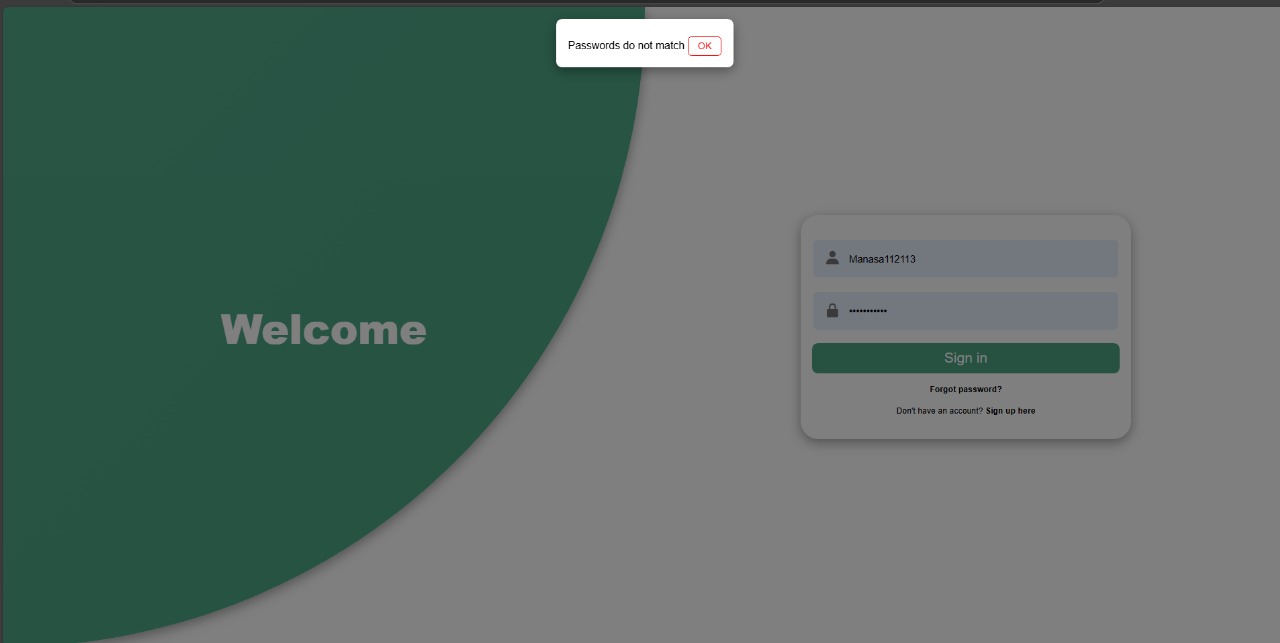 Passwords do not match OK
Welcome
Manasa112113
Sign in
Forgot password?
Don't have an account? Sign up here